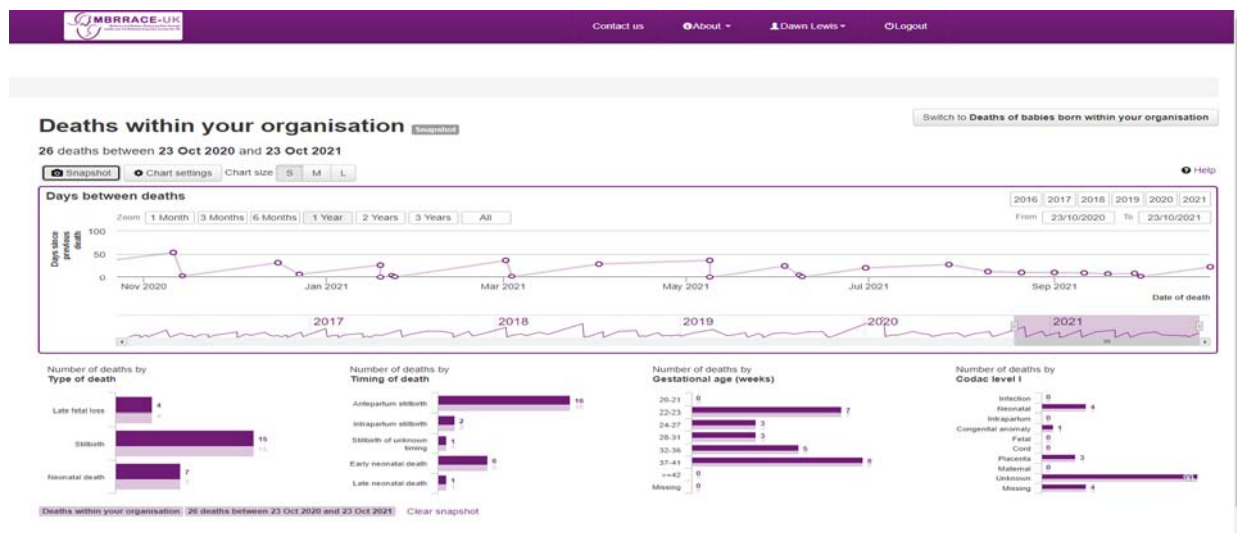 MBRRACE-UK
Contact us About Dawn Lewis Logout
Deaths within your organisation Snapshot
Switch to Deaths of babies born within your organisation
26 deaths between 23 Oct 2020 and 23 Oct 2021
Snapshot Chart settings Chart size S M L
Help
Days between deaths
2016 2017 2018 2019 2020 2021
Zoom 1 Month 3 Months 6 Months 1 Year 2 Years 3 Years All
From 23/10/2020 To 23/10/2021
Days since previous death
100
50
0
Nov 2020 Jan 2021 Mar 2021 May 2021 Jul 2021 Sep 2021
Date of death
2017 2018 2019 2020 2021
Number of deaths by
Type of death
Late fetal loss 4
4
Stillbirth 15
15
Neonatal death 7
7
Number of deaths by
Timing of death
Antepartum stillbirth 16
16
Intrapartum stillbirth 2
Stillbirth of unknown timing 1
Early neonatal death 6
Late neonatal death 1
Number of deaths by
Gestational age (weeks)
20-21 0
22-23 7
24-27 3
28-31 3
32-36 5
37-41 8
>=42 0
Missing 0
Number of deaths by
Codac level I
Infection 0
Neonatal 4
Intrapartum 0
Congenital anomaly 1
Fetal 0
Cord 0
Placenta 3
Maternal 0
Unknown
Missing 4
Deaths within your organisation 26 deaths between 23 Oct 2020 and 23 Oct 2021 Clear snapshot